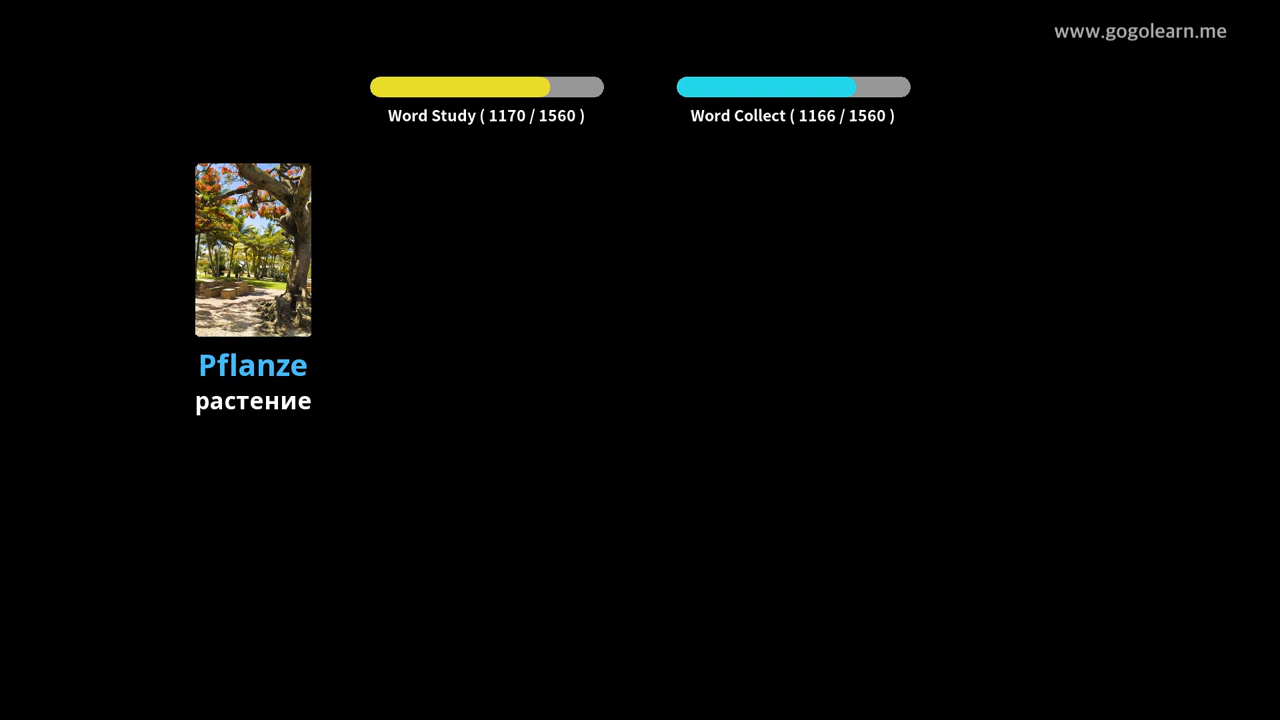 www.gogolearn.me
Word Study ( 1170 / 1560 )
Word Collect ( 1166 / 1560 )
Pflanze
растение